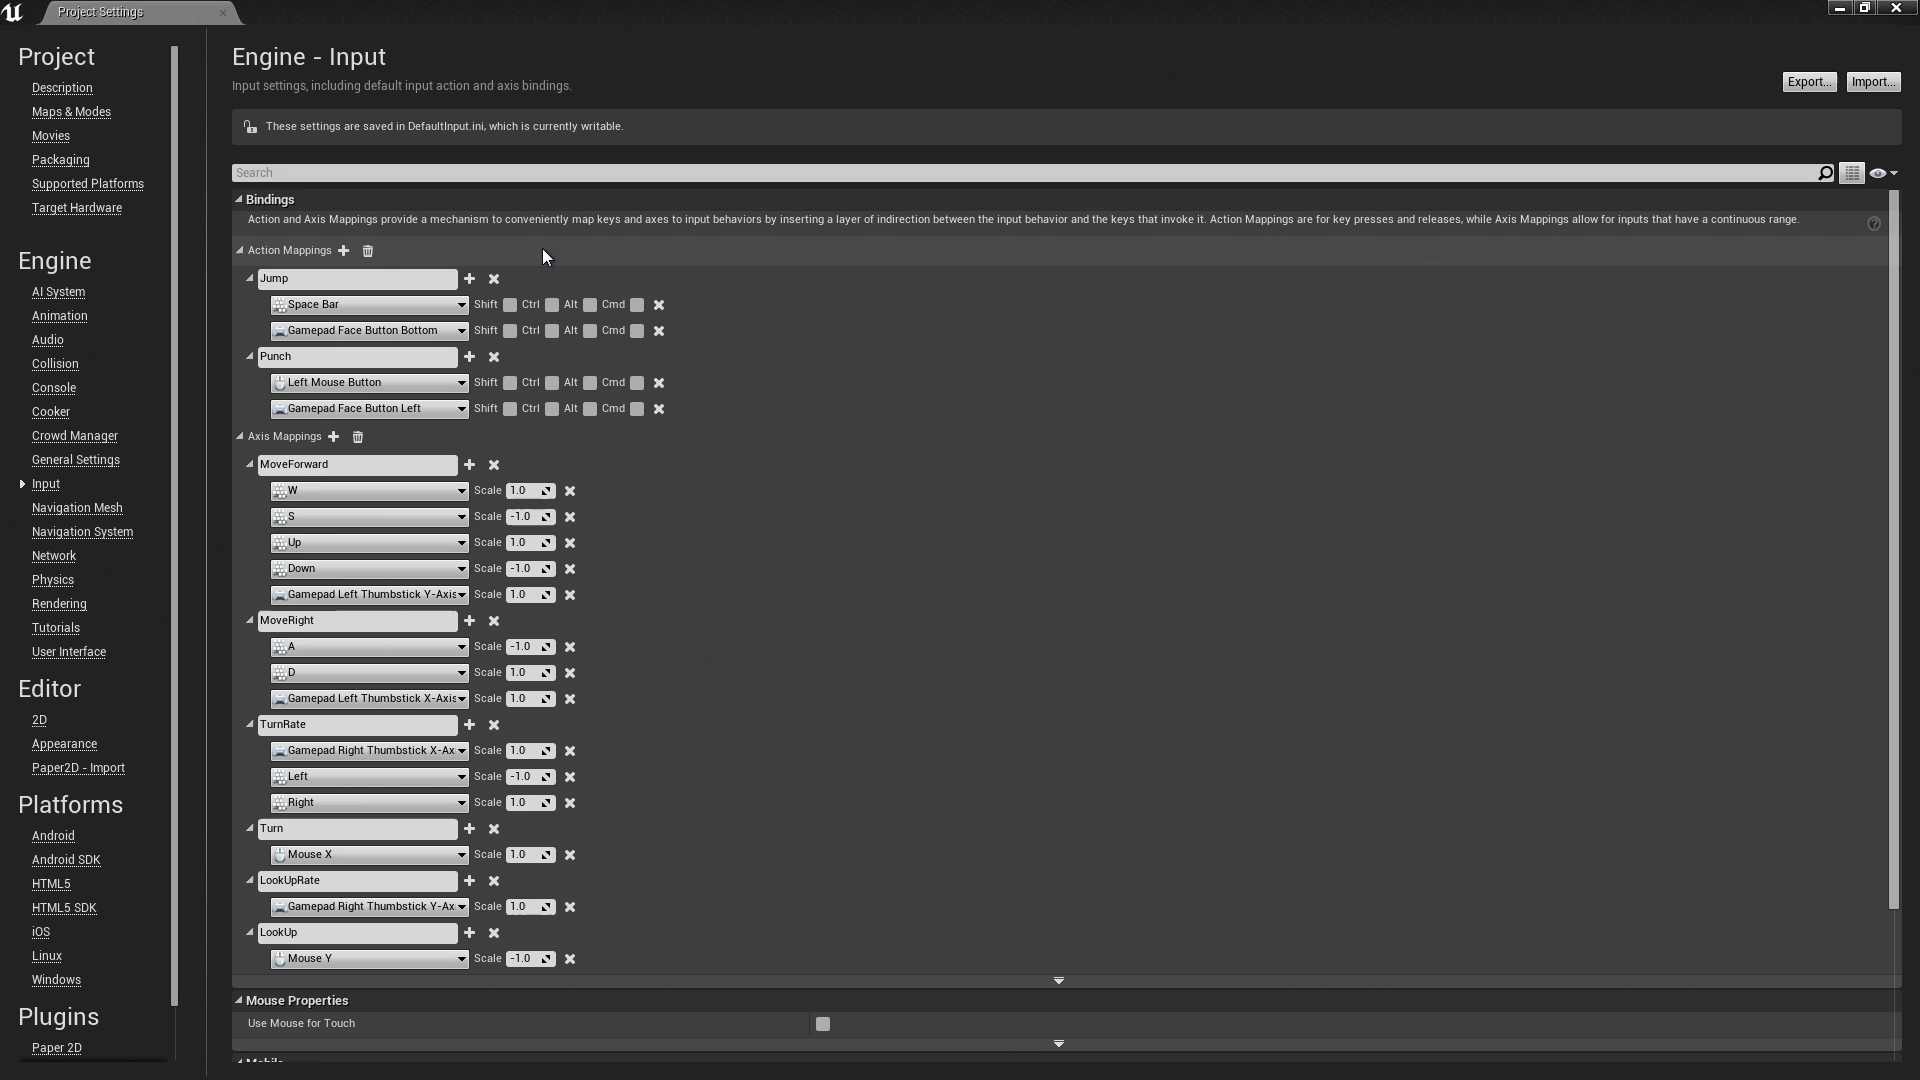 Project Settings
Project
Description
Maps & Modes
Movies
Packaging
Supported Platforms
Target Hardware
Engine
AI System
Animation
Audio
Collision
Console
Cooker
Crowd Manager
General Settings
Input
Navigation Mesh
Navigation System
Network
Physics
Rendering
Tutorials
User Interface
Editor
2D
Appearance
Paper2D - Import
Platforms
Android
Android SDK
HTML5
HTML5 SDK
iOS
Linux
Windows
Plugins
Paper 2D
Engine - Input
Input settings, including default input action and axis bindings.
Export... Import...
These settings are saved in DefaultInput.ini, which is currently writable.
Search
Bindings
Action and Axis Mappings provide a mechanism to conveniently map keys and axes to input behaviors by inserting a layer of indirection between the input behavior and the keys that invoke it. Action Mappings are for key presses and releases, while Axis Mappings allow for inputs that have a continuous range.
Action Mappings
Jump
Space Bar Shift Ctrl Alt Cmd
Gamepad Face Button Bottom Shift Ctrl Alt Cmd
Punch
Left Mouse Button Shift Ctrl Alt Cmd
Gamepad Face Button Left Shift Ctrl Alt Cmd
Axis Mappings
MoveForward
W Scale 1.0
S Scale -1.0
Up Scale 1.0
Down Scale -1.0
Gamepad Left Thumbstick Y-Axis Scale 1.0
MoveRight
A Scale -1.0
D Scale 1.0
Gamepad Left Thumbstick X-Axis Scale 1.0
TurnRate
Gamepad Right Thumbstick X-Ax Scale 1.0
Left Scale -1.0
Right Scale 1.0
Turn
Mouse X Scale 1.0
LookUpRate
Gamepad Right Thumbstick Y-Ax Scale 1.0
LookUp
Mouse Y Scale -1.0
Mouse Properties
Use Mouse for Touch